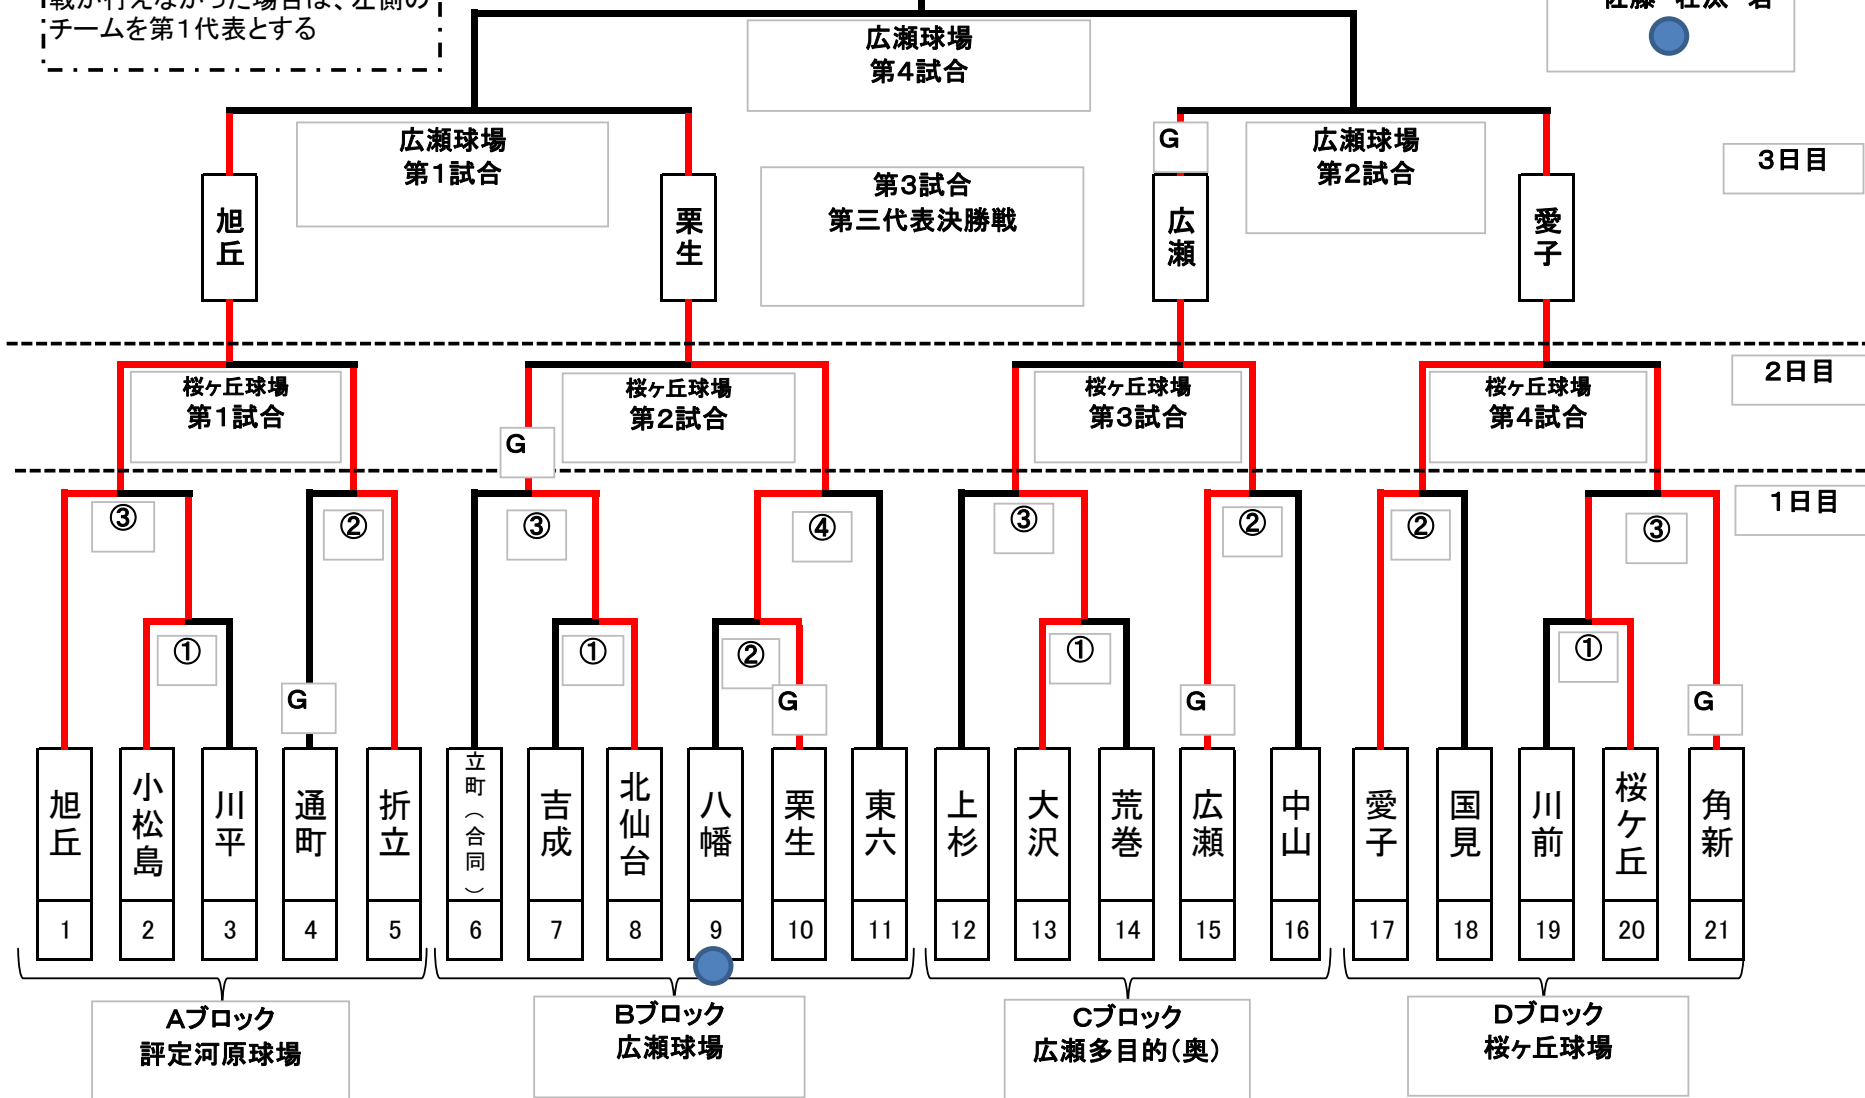 チームを第1代表とする
広瀬球場
第4試合
広瀬球場
第1試合
G
広瀬球場
第2試合
3日目
第3試合
第三代表決勝戦
旭丘
栗生
広瀬
愛子
桜ヶ丘球場
第1試合
桜ヶ丘球場
第2試合
桜ヶ丘球場
第3試合
桜ヶ丘球場
第4試合
2日目
G
1日目
③
②
③
④
③
②
②
③
①
①
②
①
①
G
G
G
G
旭丘
小松島
川平
通町
折立
立町(合同)
吉成
北仙台
八幡
栗生
東六
上杉
大沢
荒巻
広瀬
中山
愛子
国見
川前
桜ケ丘
角新
1
2
3
4
5
6
7
8
9
10
11
12
13
14
15
16
17
18
19
20
21
Aブロック
評定河原球場
Bブロック
広瀬球場
Cブロック
広瀬多目的(奥)
Dブロック
桜ヶ丘球場